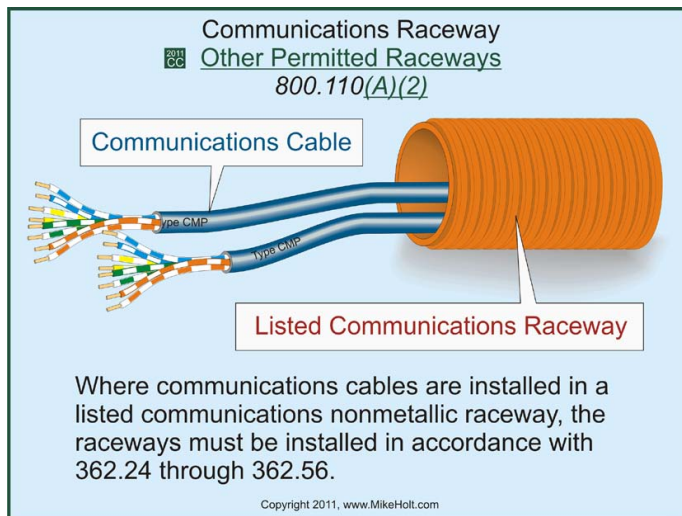 Communications Raceway
2011 CC Other Permitted Raceways
800.110(A)(2)
Communications Cable
ype CMP
Type CMP
Listed Communications Raceway
Where communications cables are installed in a
listed communications nonmetallic raceway, the
raceways must be installed in accordance with
362.24 through 362.56.
Copyright 2011, www.MikeHolt.com